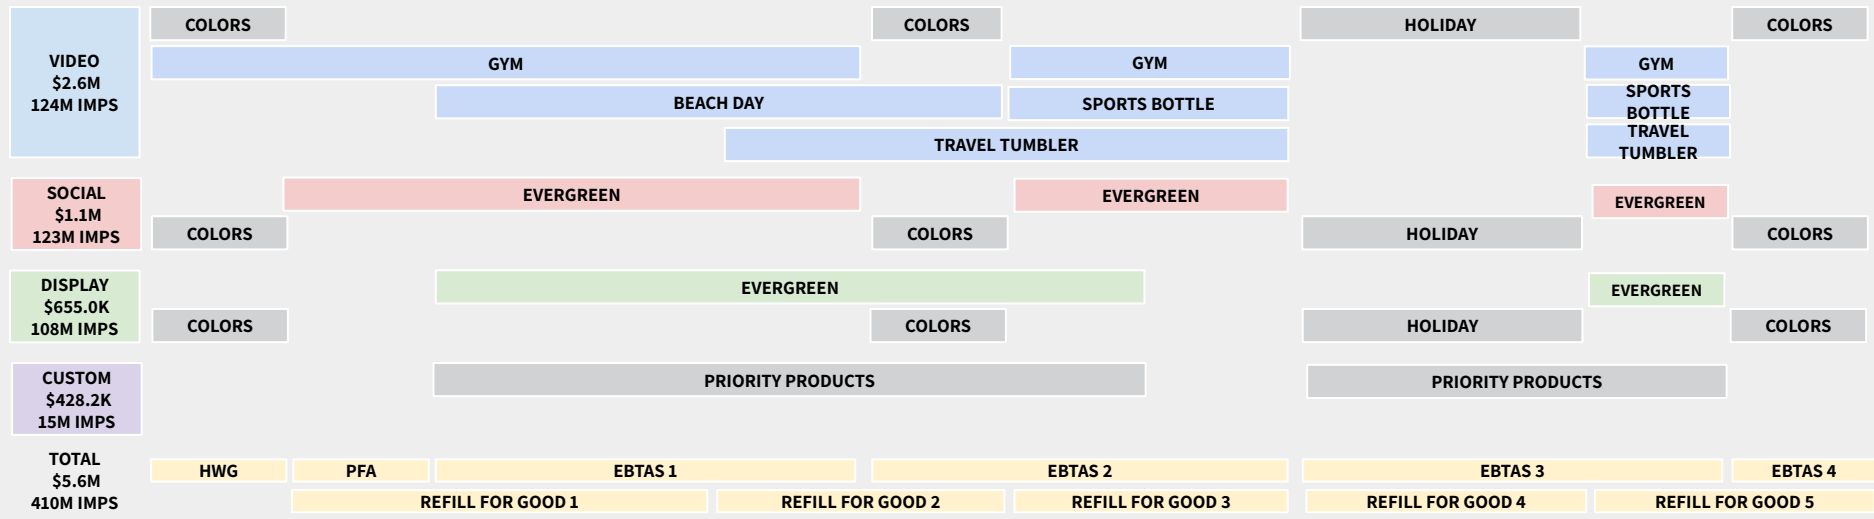 COLORS COLORS HOLIDAY COLORS
VIDEO
$2.6M
124M IMPS
GYM GYM GYM
BEACH DAY SPORTS BOTTLE SPORTS
BOTTLE
TRAVEL TUMBLER TRAVEL
TUMBLER
SOCIAL
$1.1M
123M IMPS
EVERGREEN EVERGREEN EVERGREEN
COLORS COLORS HOLIDAY COLORS
DISPLAY
$655.0K
108M IMPS
EVERGREEN EVERGREEN
COLORS COLORS HOLIDAY COLORS
CUSTOM
$428.2K
15M IMPS
PRIORITY PRODUCTS PRIORITY PRODUCTS
TOTAL
$5.6M
410M IMPS
HWG PFA EBTAS 1 EBTAS 2 EBTAS 3 EBTAS 4
REFILL FOR GOOD 1 REFILL FOR GOOD 2 REFILL FOR GOOD 3 REFILL FOR GOOD 4 REFILL FOR GOOD 5